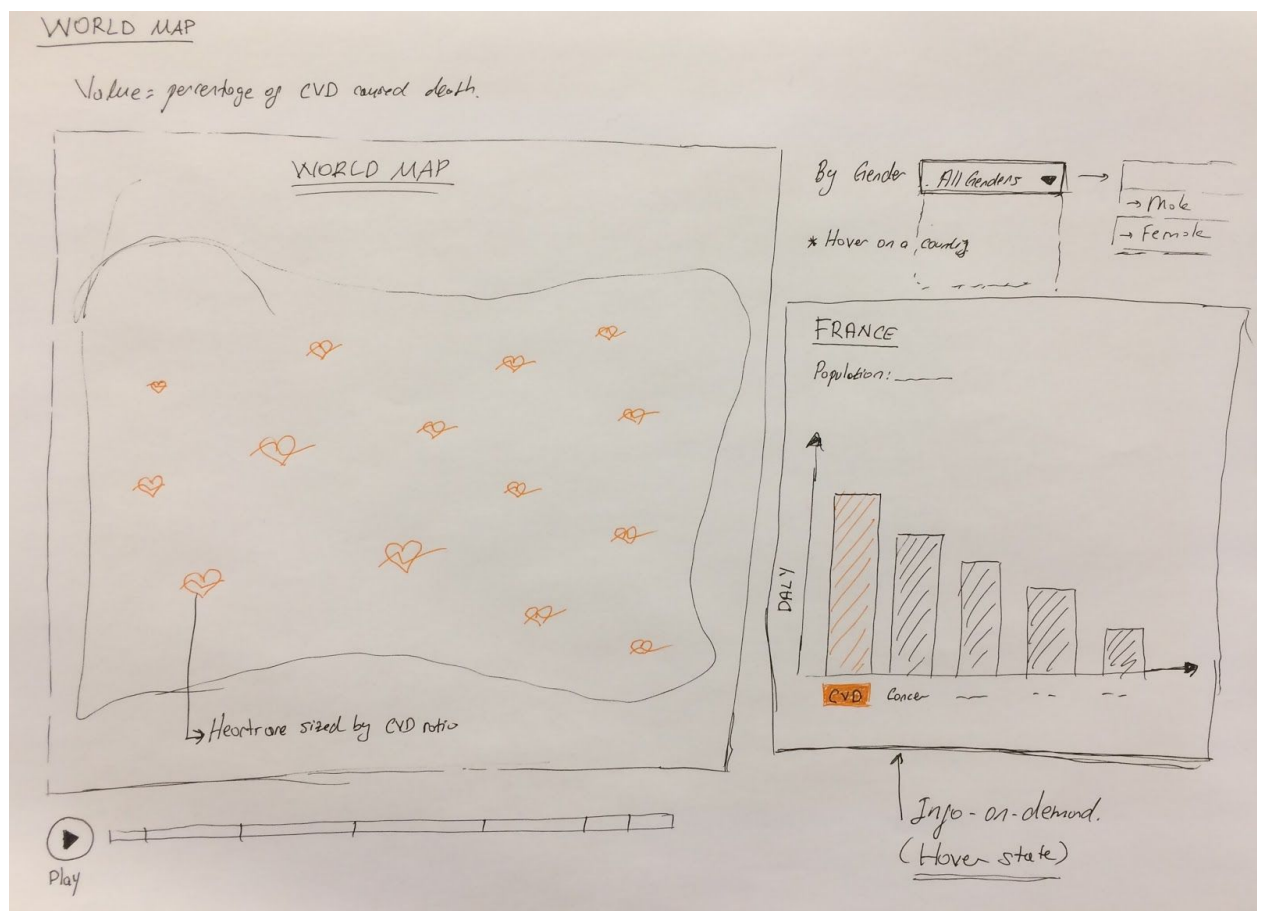 WORLD MAP
Value = percentage of CVD caused death.
WORLD MAP
By Gender
All Genders
→ Male
→ Female
* Hover on a country
FRANCE
Population:
DALY
CVD
Cancer
→ Heart are sized by CVD ratio
Play
Info-on-demand.
(Hover state)